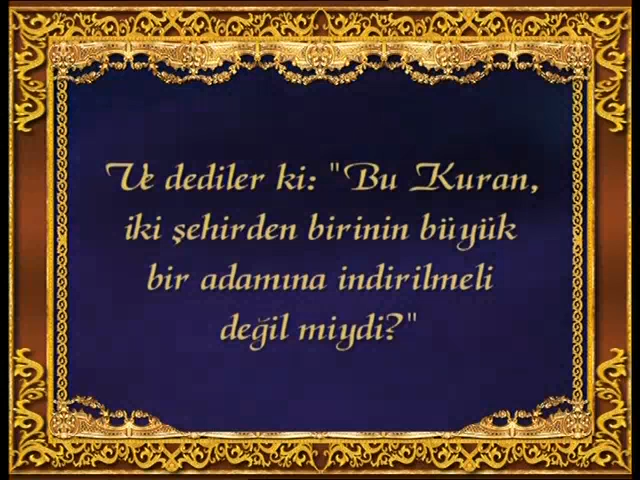 Ve dediler ki: "Bu Kuran,
iki şehirden birinin büyük
bir adamına indirilmeli
değil miydi?"